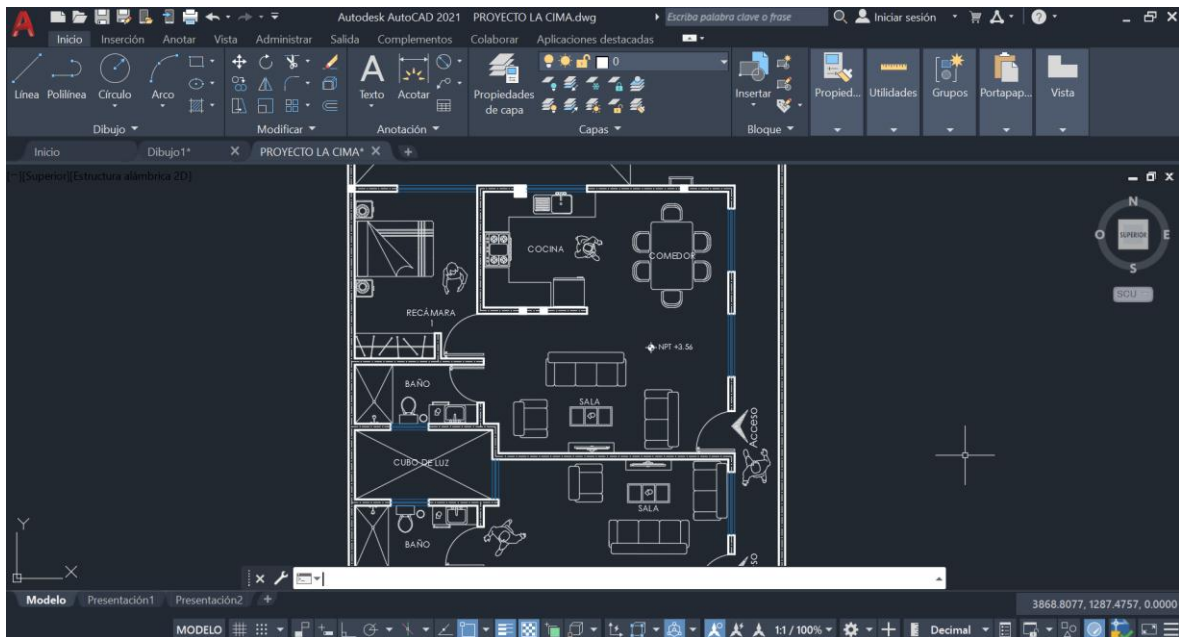 Autodesk AutoCAD 2021 PROYECTO LA CIMA.dwg
Escriba palabra clave o frase
Iniciar sesión
Inicio Inserción Anotar Vista Administrar Salida Complementos Colaborar Aplicaciones destacadas
A
0
Línea Polilínea Círculo Arco
Texto Acotar
Propiedades de capa
Insertar
Propied... Utilidades Grupos Portapap... Vista
Dibujo Modificar Anotación Capas Bloque
Inicio Dibujo1* PROYECTO LA CIMA*
[−][Superior][Estructura alámbrica 2D]
N
O SUPERIOR E
S
SCU
COCINA
COMEDOR
RECÁMARA
1
NPT +3.56
BAÑO
SALA
Acceso
CUBO DE LUZ
SALA
BAÑO
so
Y
X
Modelo Presentación1 Presentación2
3868.8077, 1287.4757, 0.0000
MODELO 1:1 / 100% Decimal